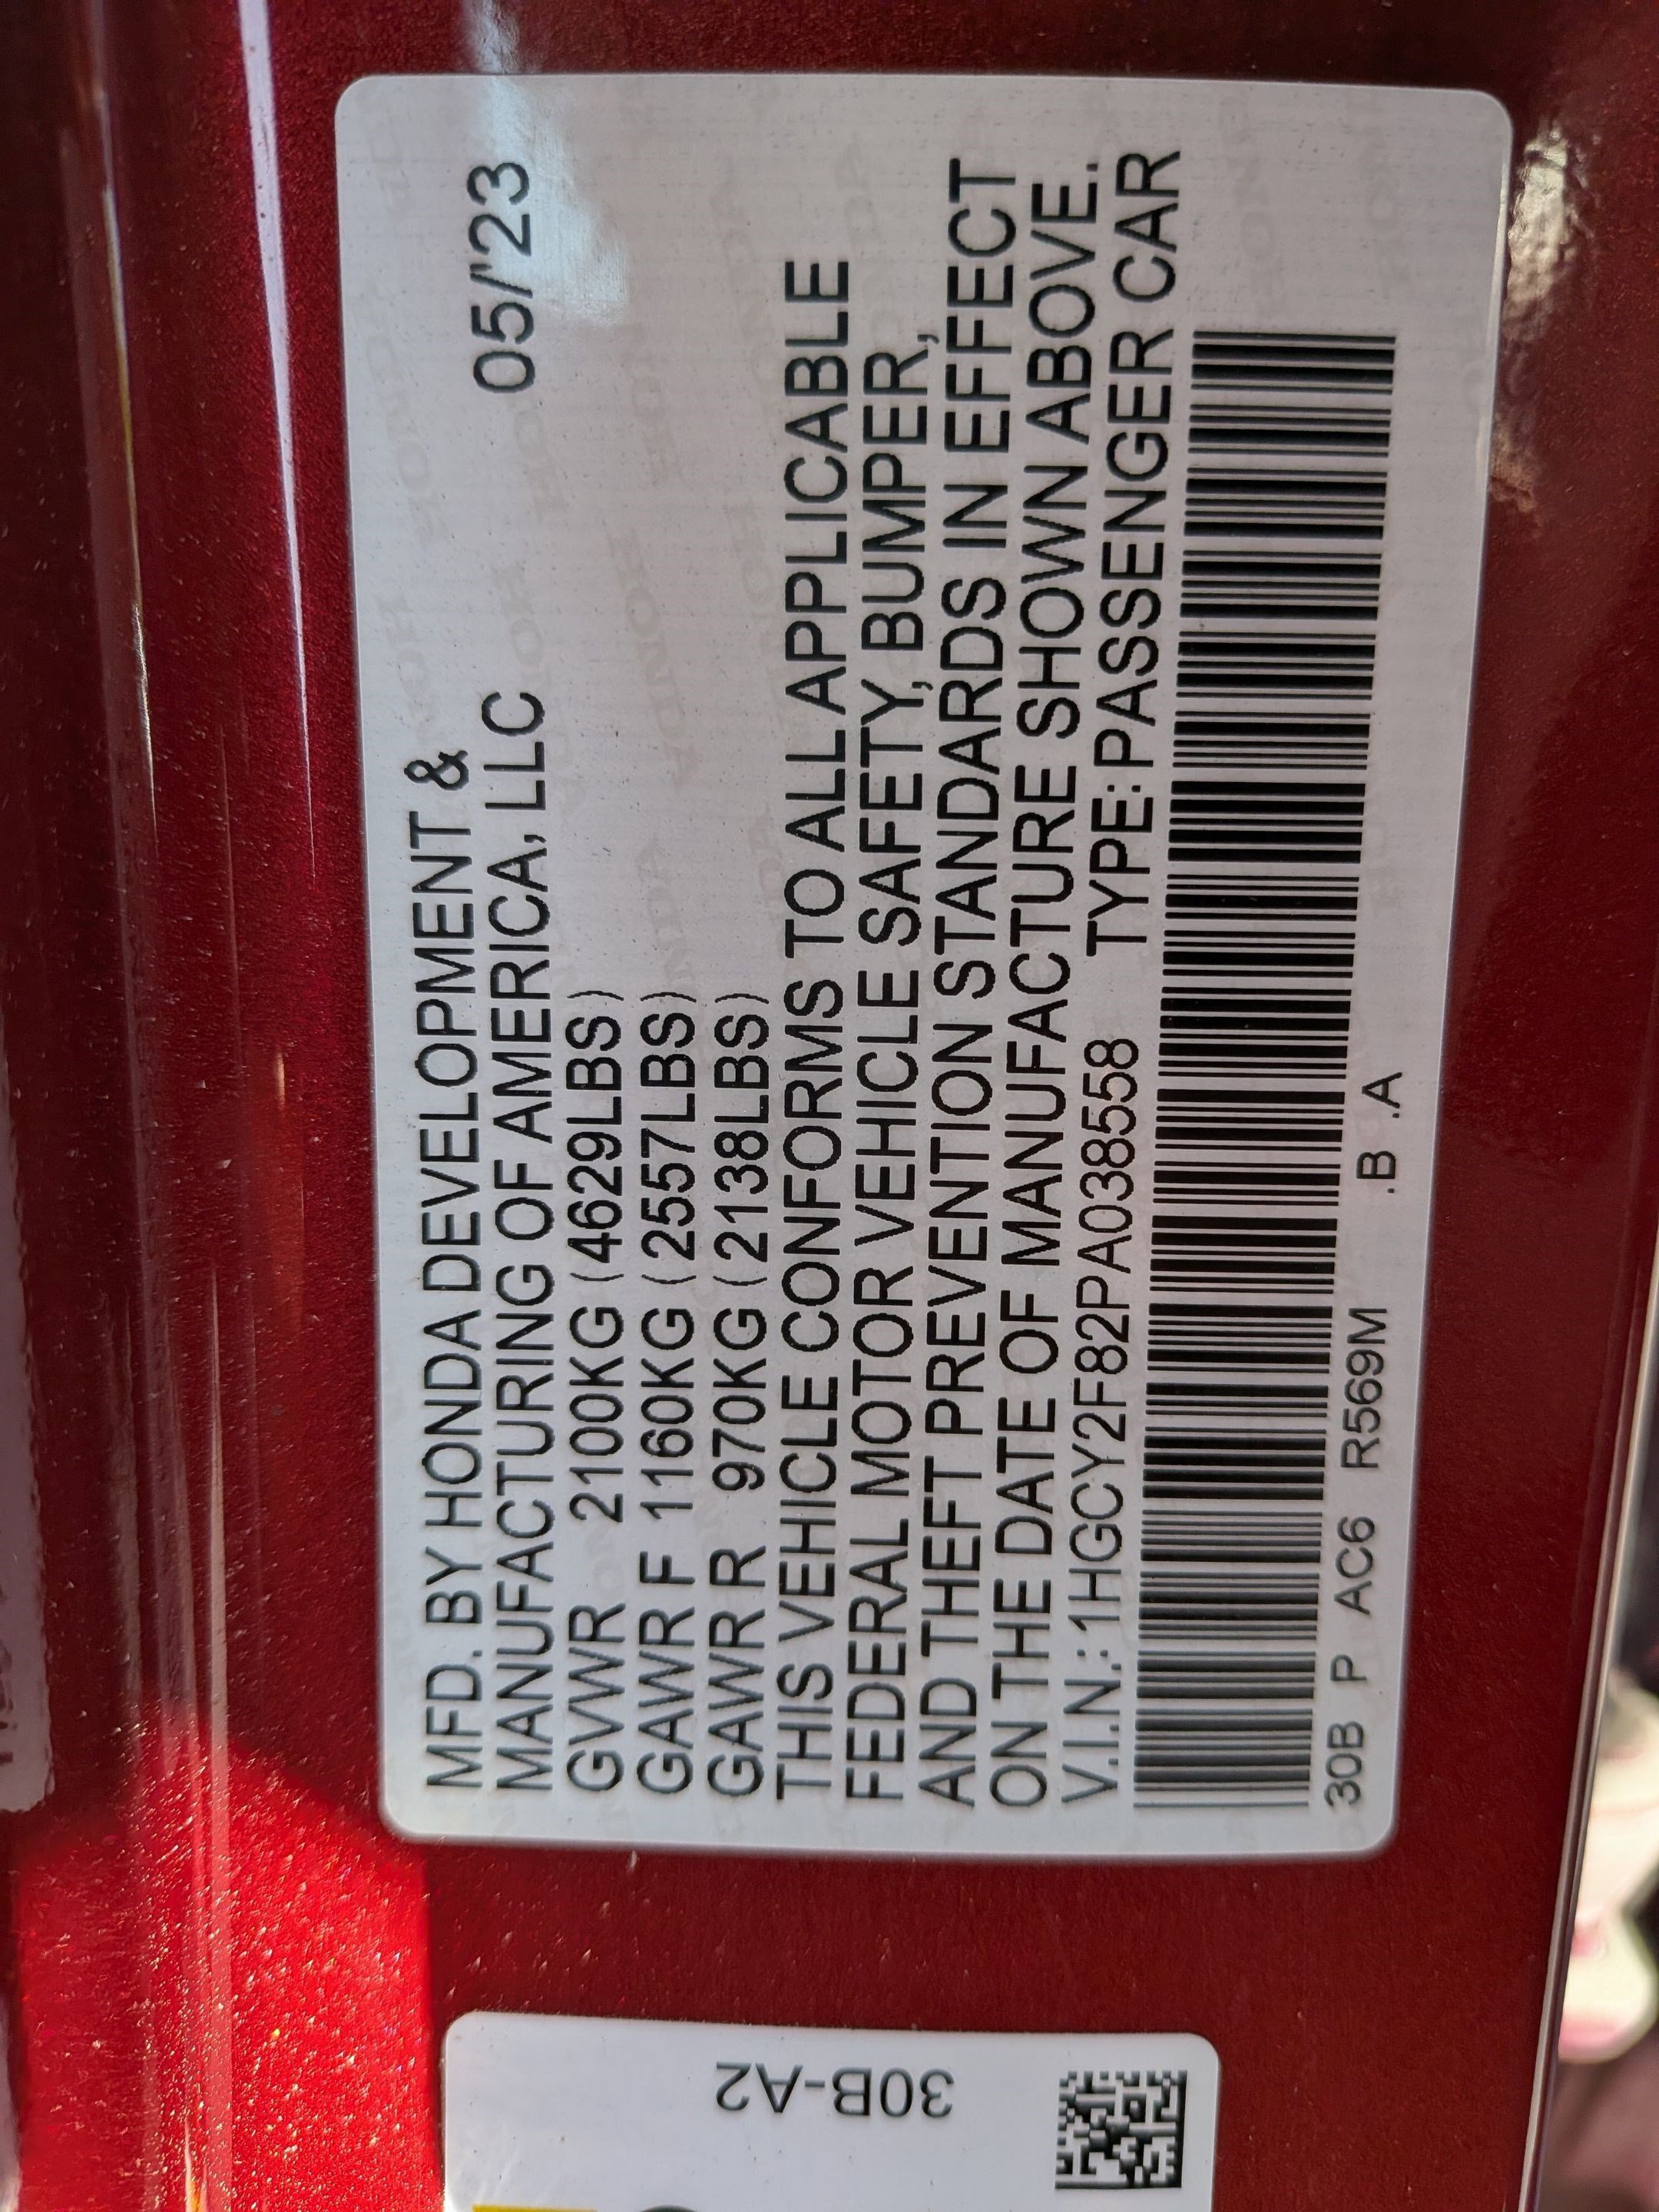 MFD. BY HONDA DEVELOPMENT &
MANUFACTURING OF AMERICA, LLC 05/'23
GVWR 2100KG (4629LBS)
GAWR F 1160KG (2557LBS)
GAWR R 970KG (2138LBS)
THIS VEHICLE CONFORMS TO ALL APPLICABLE
FEDERAL MOTOR VEHICLE SAFETY, BUMPER,
AND THEFT PREVENTION STANDARDS IN EFFECT
ON THE DATE OF MANUFACTURE SHOWN ABOVE.
V.I.N.: 1HGCY2F82PA038558 TYPE: PASSENGER CAR
30B P AC6 R569M .B .A
30B-A2